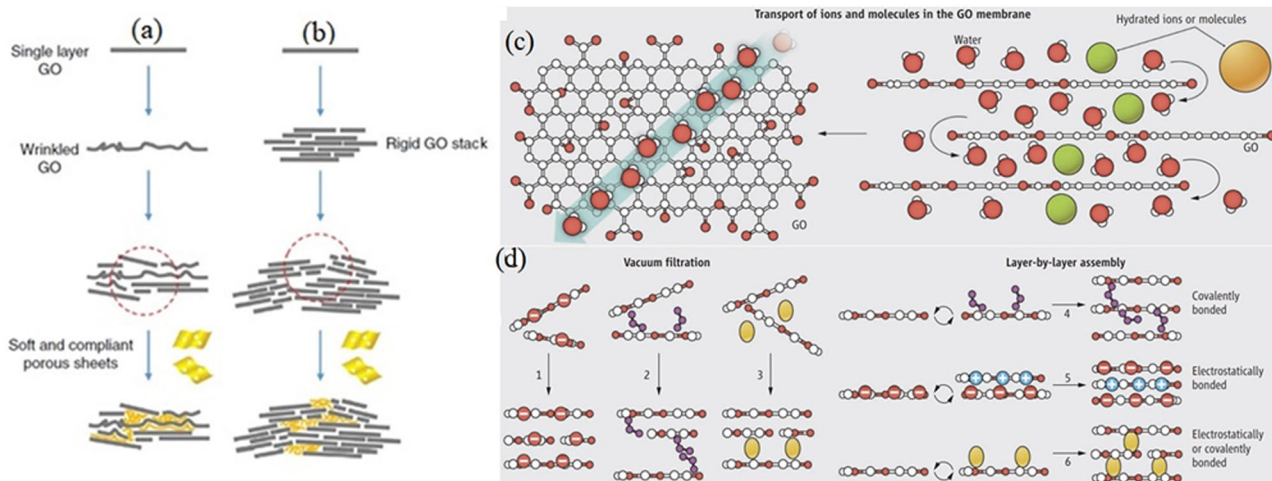 (a)
(b)
Single layer
GO
Wrinkled
GO
Rigid GO stack
Soft and compliant
porous sheets
(c)
Transport of ions and molecules in the GO membrane
Hydrated ions or molecules
Water
GO
GO
(d)
Vacuum filtration
Layer-by-layer assembly
1
2
3
4
Covalently
bonded
5
Electrostatically
bonded
6
Electrostatically
or covalently
bonded